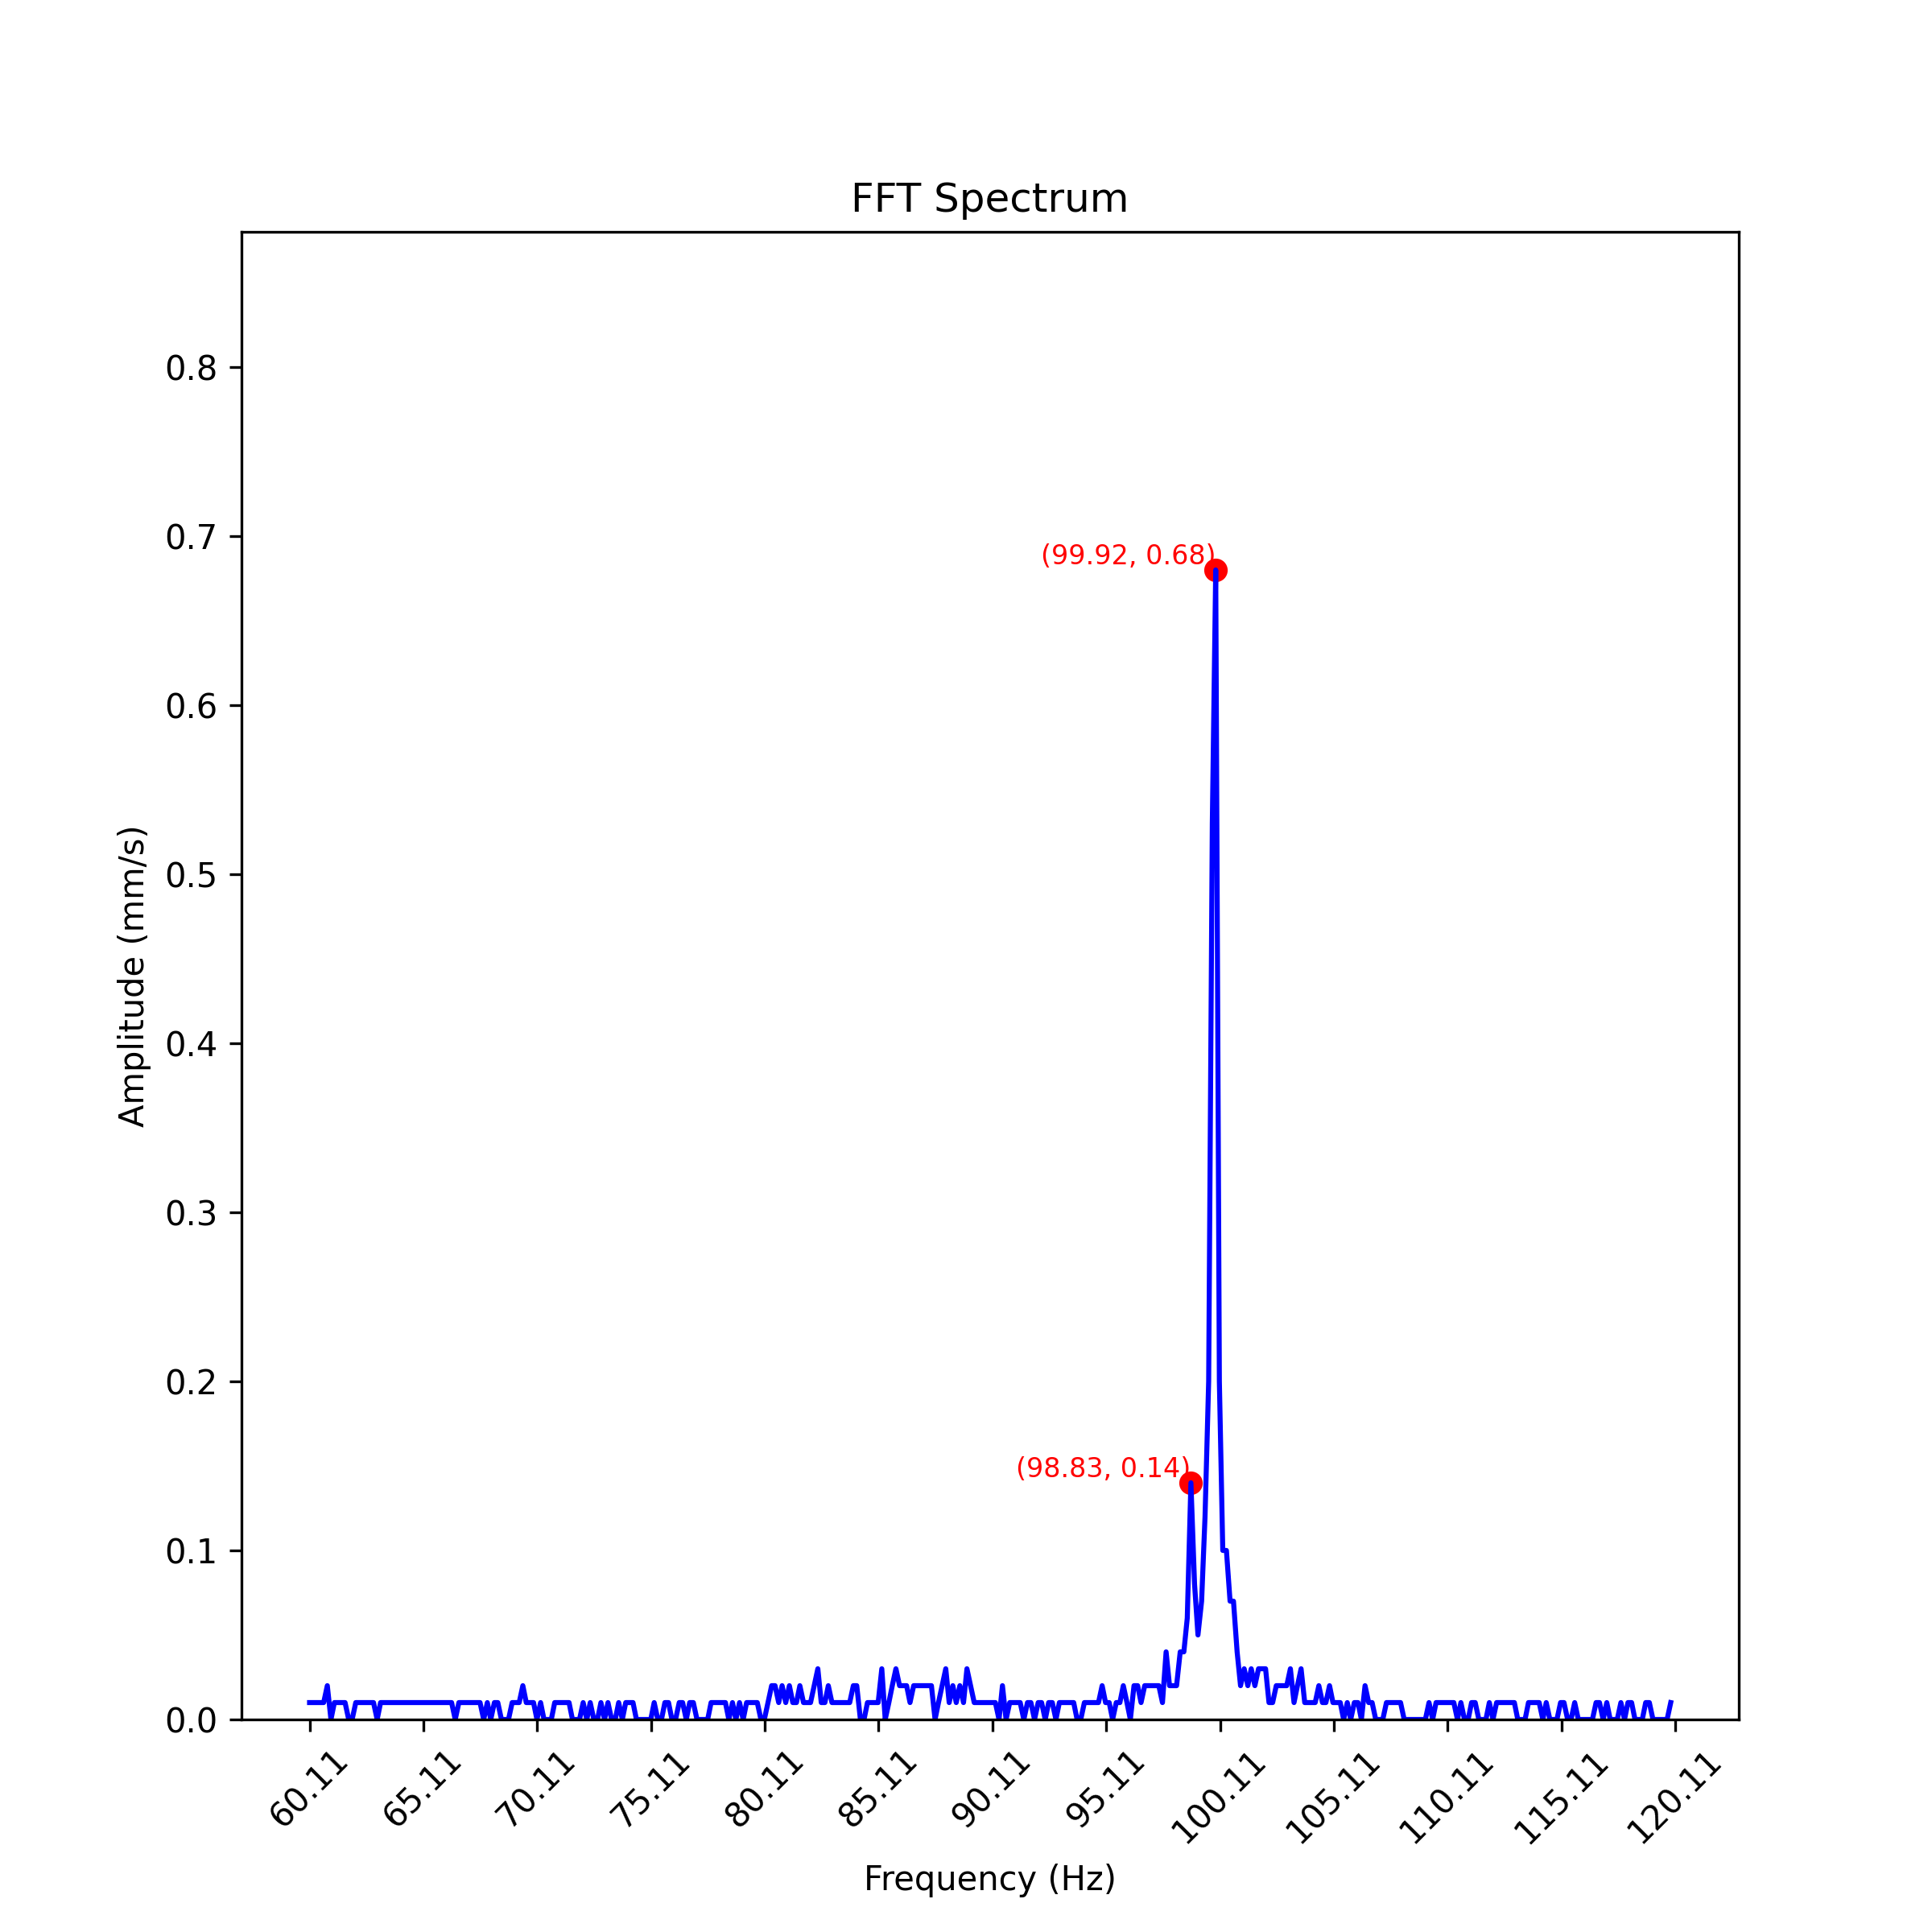 FFT Spectrum
0.8
0.7
(99.92, 0.68)
0.6
0.5
Amplitude (mm/s)
0.4
0.3
0.2
(98.83, 0.14)
0.1
0.0
60.11 65.11 70.11 75.11 80.11 85.11 90.11 95.11 100.11 105.11 110.11 115.11 120.11
Frequency (Hz)